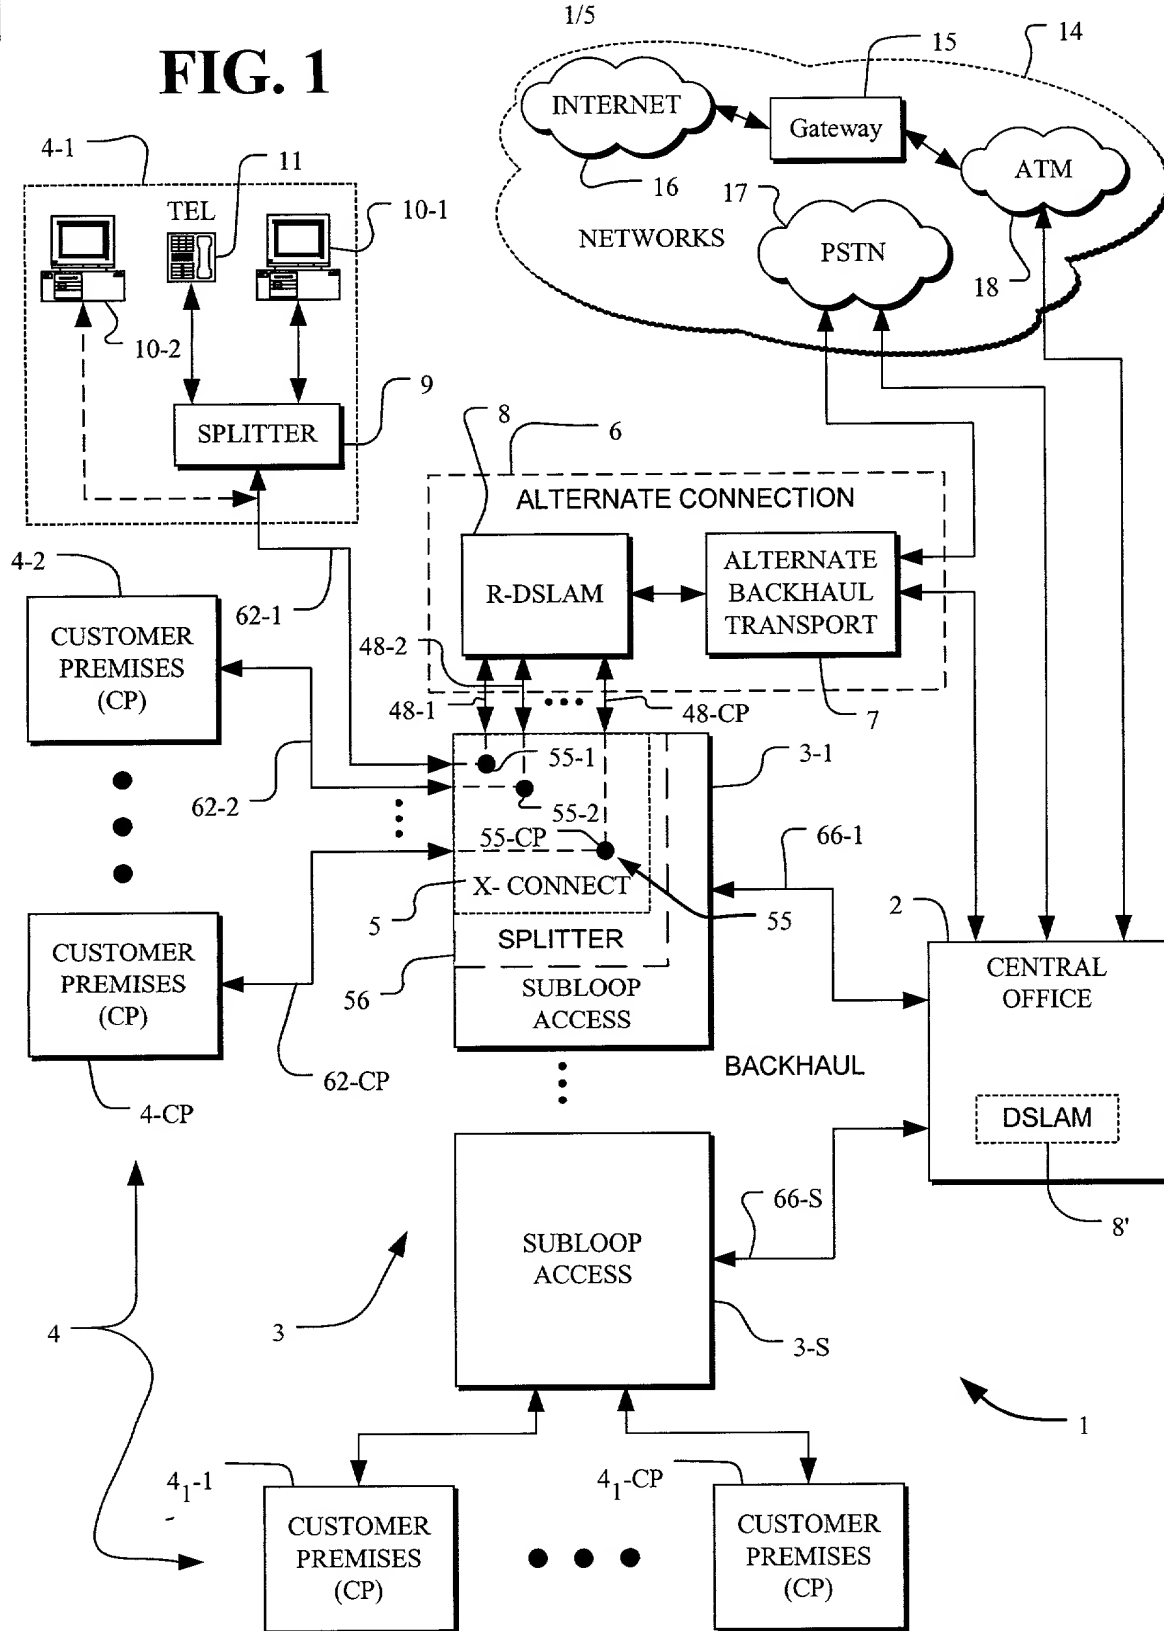 1/5
FIG. 1
15
14
INTERNET
Gateway
ATM
4-1
11
16
17
TEL
10-1
NETWORKS
PSTN
18
10-2
9
8
6
SPLITTER
ALTERNATE CONNECTION
4-2
R-DSLAM
ALTERNATE
BACKHAUL
TRANSPORT
62-1
CUSTOMER
PREMISES
(CP)
48-2
48-1
48-CP
7
55-1
3-1
62-2
55-2
55-CP
66-1
X- CONNECT
5
55
2
CUSTOMER
PREMISES
(CP)
SPLITTER
CENTRAL
OFFICE
56
SUBLOOP
ACCESS
BACKHAUL
62-CP
4-CP
DSLAM
66-S
8'
SUBLOOP
ACCESS
4
3
3-S
1
4₁-1
4₁-CP
CUSTOMER
PREMISES
(CP)
CUSTOMER
PREMISES
(CP)